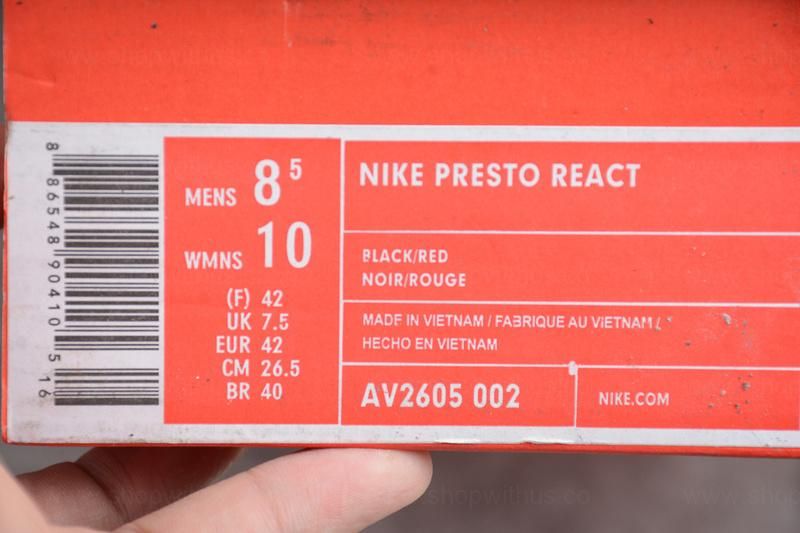 8 86548 90410 5 16
MENS 8 5
WMNS 10
(F) 42
UK 7.5
EUR 42
CM 26.5
BR 40
NIKE PRESTO REACT
BLACK/RED
NOIR/ROUGE
MADE IN VIETNAM / FABRIQUE AU VIETNAM /
HECHO EN VIETNAM
AV2605 002
NIKE.COM